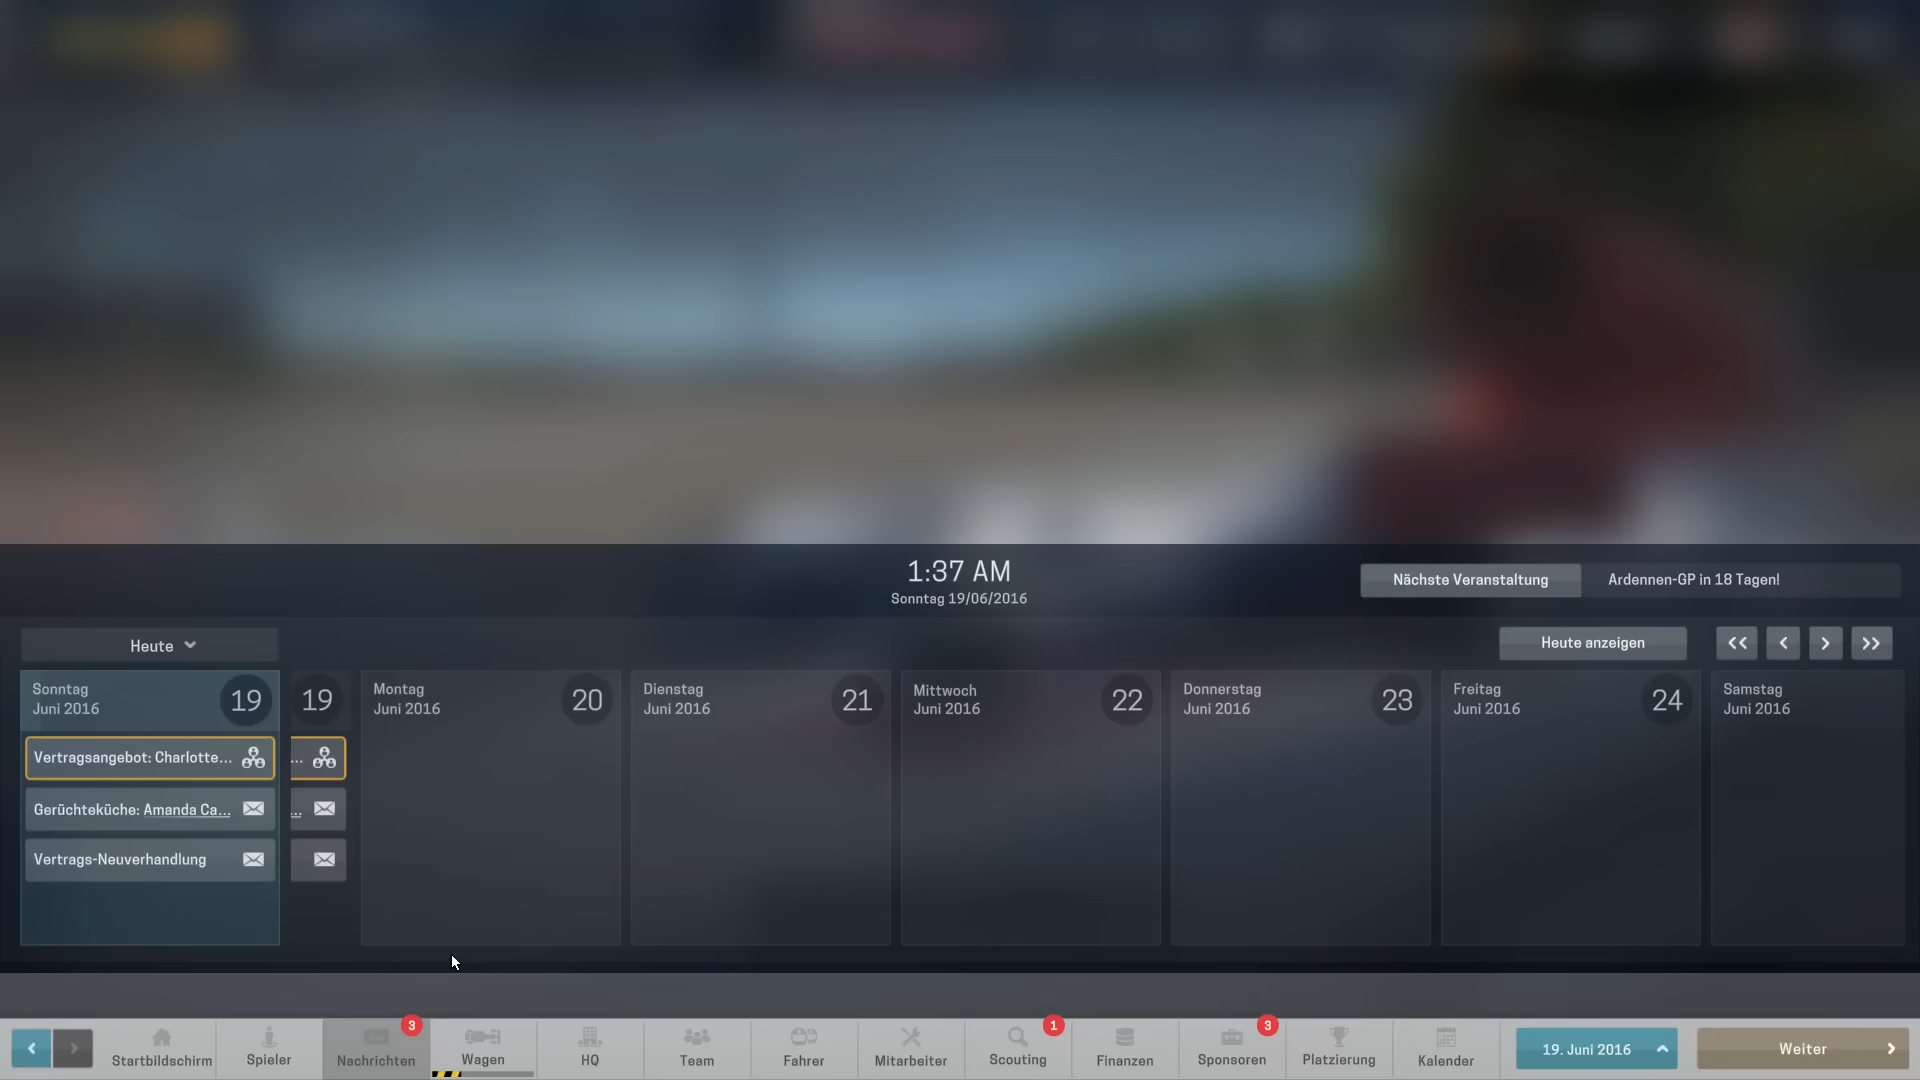 1:37 AM
Sonntag 19/06/2016
Nächste Veranstaltung
Ardennen-GP in 18 Tagen!
Heute
Heute anzeigen
Sonntag
Juni 2016
19
19
Montag
Juni 2016
20
Dienstag
Juni 2016
21
Mittwoch
Juni 2016
22
Donnerstag
Juni 2016
23
Freitag
Juni 2016
24
Samstag
Juni 2016
Vertragsangebot: Charlotte...
...
Gerüchteküche: Amanda Ca...
...
Vertrags-Neuverhandlung
Startbildschirm
Spieler
3
Nachrichten
Wagen
HQ
Team
Fahrer
Mitarbeiter
1
Scouting
Finanzen
3
Sponsoren
Platzierung
Kalender
19. Juni 2016
Weiter